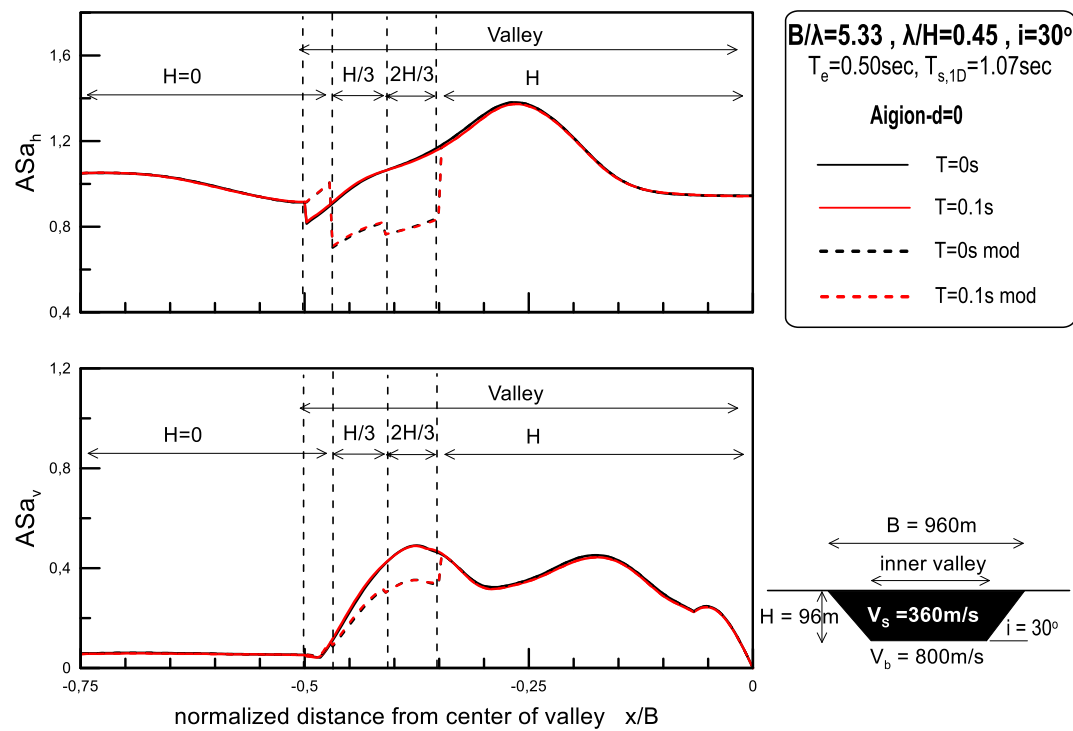 1,6
1,2
0,8
0,4
ASa_h
Valley
H=0
H/3
2H/3
H
B/λ=5.33 , λ/H=0.45 , i=30°
T_e=0.50sec, T_s,1D=1.07sec
Aigion-d=0
T=0s
T=0.1s
T=0s mod
T=0.1s mod
1,2
0,8
0,4
0
ASa_v
Valley
H=0
H/3
2H/3
H
-0,75
-0,5
-0,25
0
normalized distance from center of valley x/B
B = 960m
inner valley
H = 96m
V_s =360m/s
i = 30°
V_b = 800m/s